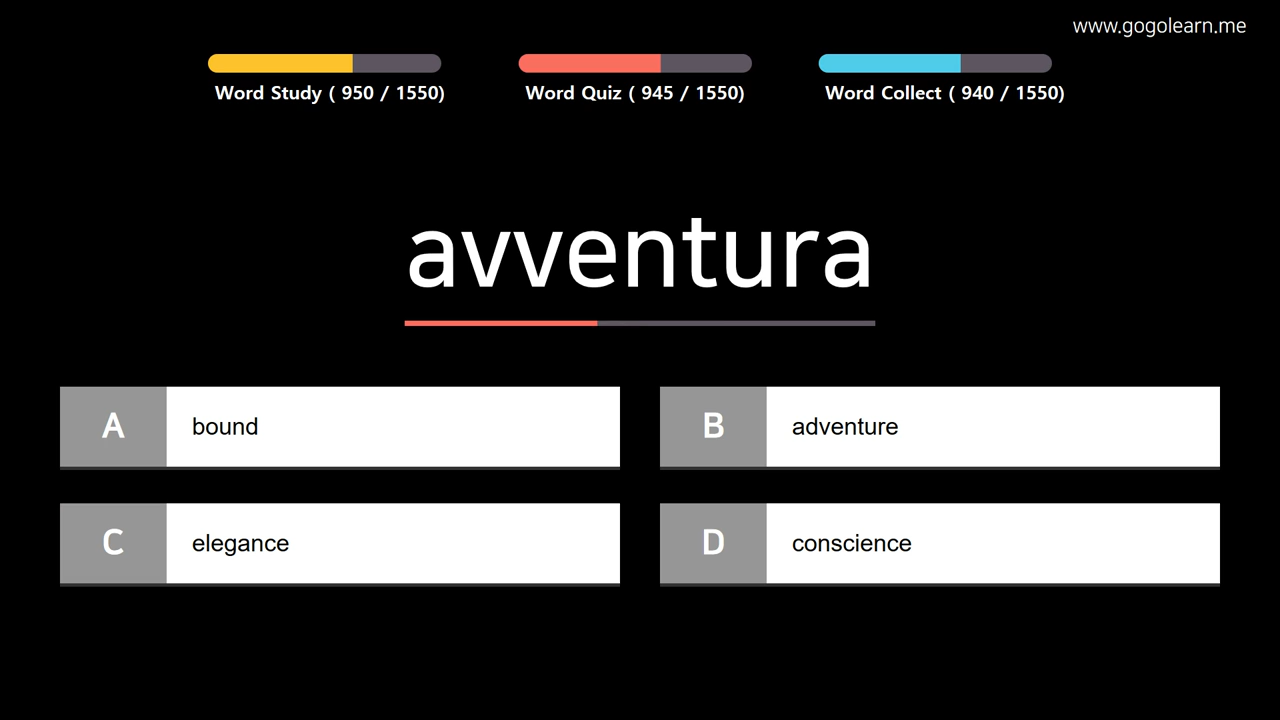 www.gogolearn.me
Word Study ( 950 / 1550)
Word Quiz ( 945 / 1550)
Word Collect ( 940 / 1550)
avventura
A
bound
B
adventure
C
elegance
D
conscience